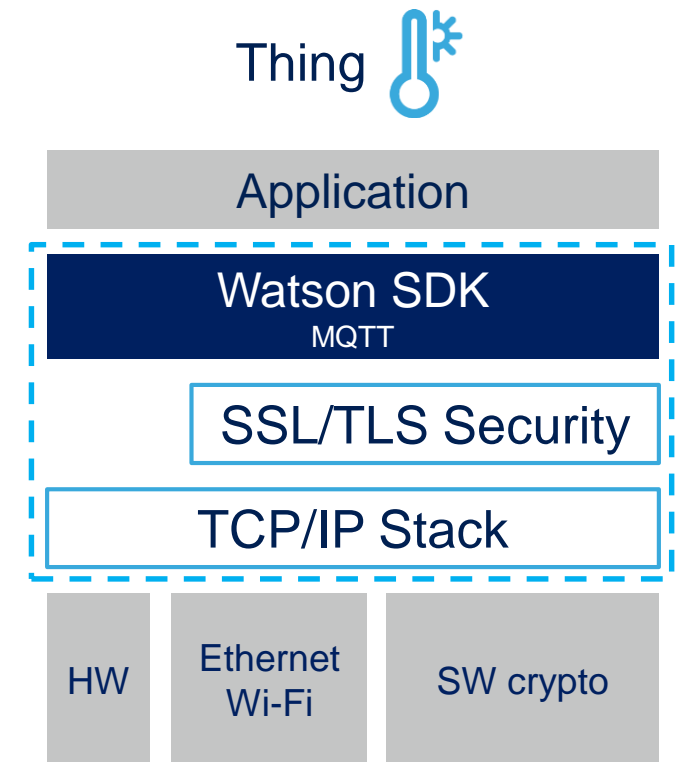 Thing
Application
Watson SDK
MQTT
SSL/TLS Security
TCP/IP Stack
HW
Ethernet
Wi-Fi
SW crypto